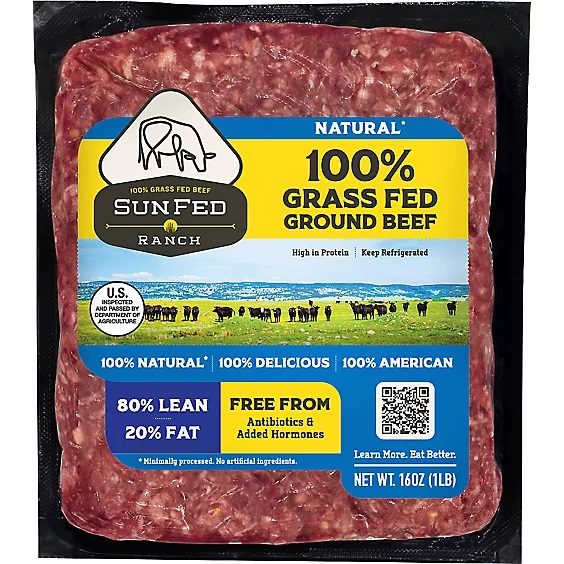 NATURAL*
100%
GRASS FED
GROUND BEEF
100% GRASS FED BEEF
SUNFED
RANCH
High in Protein | Keep Refrigerated
U.S.
INSPECTED
AND PASSED BY
DEPARTMENT OF
AGRICULTURE
100% NATURAL* | 100% DELICIOUS | 100% AMERICAN
80% LEAN
20% FAT
FREE FROM
Antibiotics &
Added Hormones
Learn More. Eat Better.
* Minimally processed. No artificial ingredients.
NET WT. 16OZ (1LB)